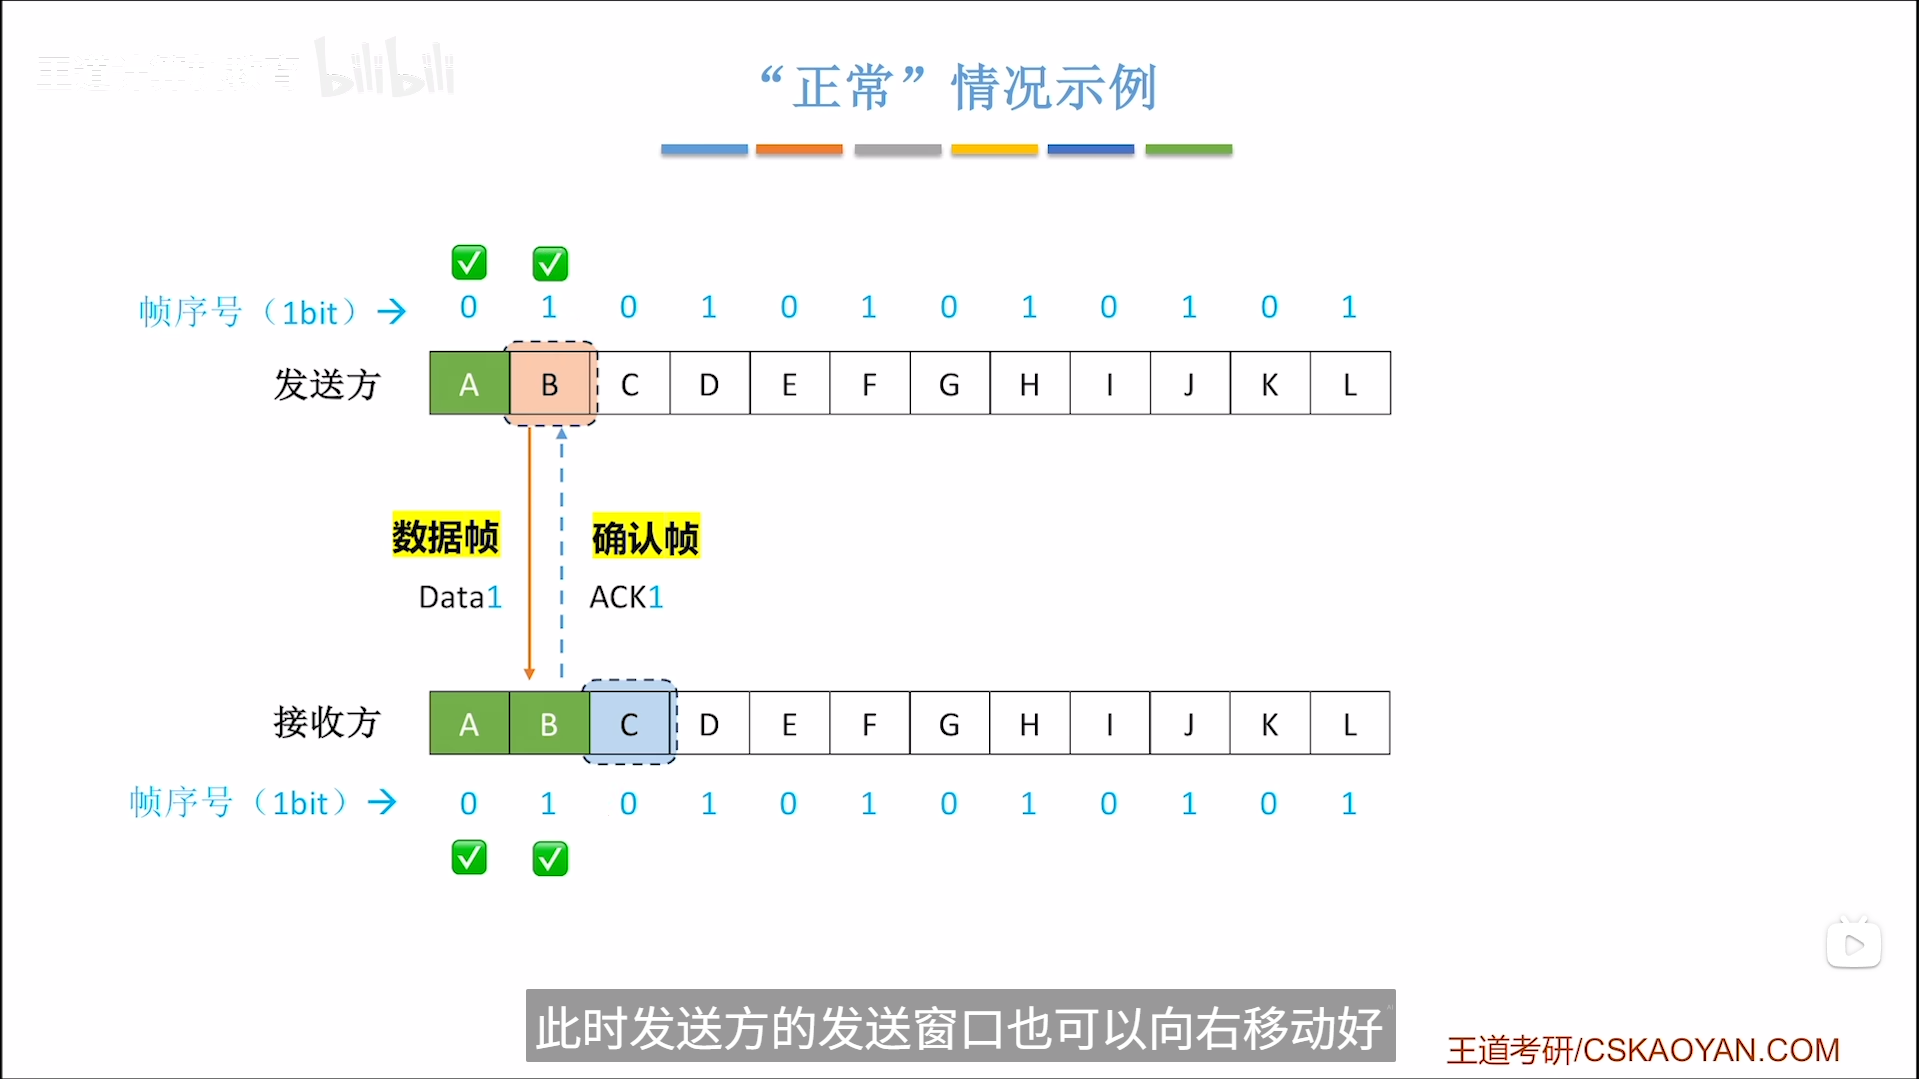 王道计算机教育 bilibili
“正常”情况示例
帧序号（1bit）→ 0 1 0 1 0 1 0 1 0 1 0 1
发送方 A B C D E F G H I J K L
数据帧 确认帧
Data1 ACK1
接收方 A B C D E F G H I J K L
帧序号（1bit）→ 0 1 0 1 0 1 0 1 0 1 0 1
此时发送方的发送窗口也可以向右移动好
王道考研/CSKAOYAN.COM